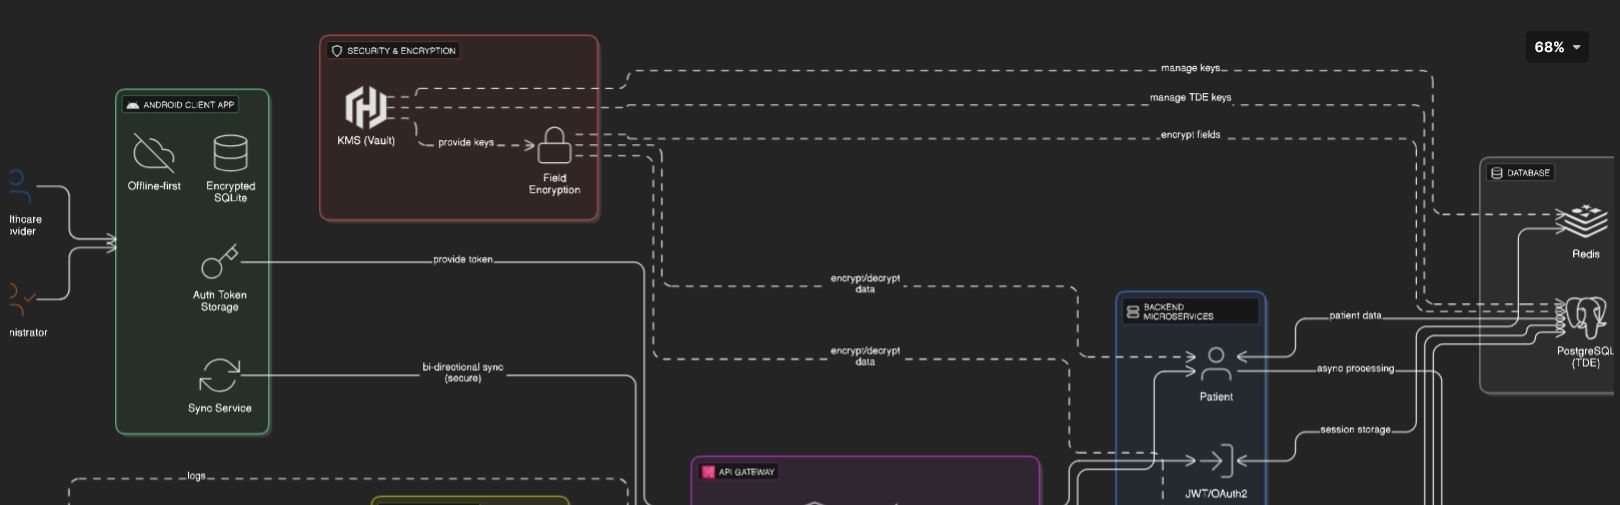 68%
SECURITY & ENCRYPTION
manage keys
manage TDE keys
encrypt fields
KMS (Vault)
provide keys
Field
Encryption
ANDROID CLIENT APP
Offline-first
Encrypted
SQLite
Auth Token
Storage
Sync Service
lthcare
ovider
nistrator
provide token
bi-directional sync
(secure)
encrypt/decrypt
data
encrypt/decrypt
data
DATABASE
Redis
PostgreSQL
(TDE)
BACKEND
MICROSERVICES
Patient
JWT/OAuth2
patient data
async processing
session storage
API GATEWAY
logs